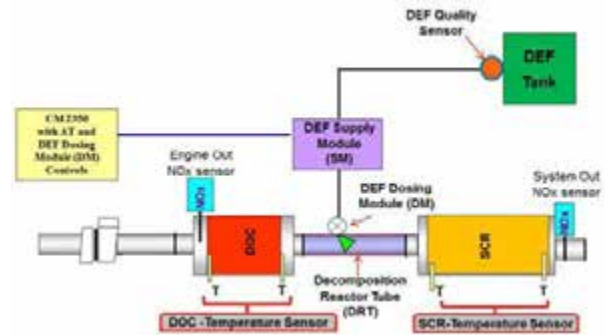 DEF Quality
Sensor
DEF
Tank
CM2350
with AT and
DEF Dosing
Module (DM)
Controls
DEF Supply
Module
(SM)
Engine Out
NOx sensor
NOx
DEF Dosing
Module (DM)
System Out
NOx sensor
NOx
DOC
SCR
T
T
Decomposition
Reactor Tube
(DRT)
T
T
DOC -Temperature Sensor
SCR-Temperature Sensor